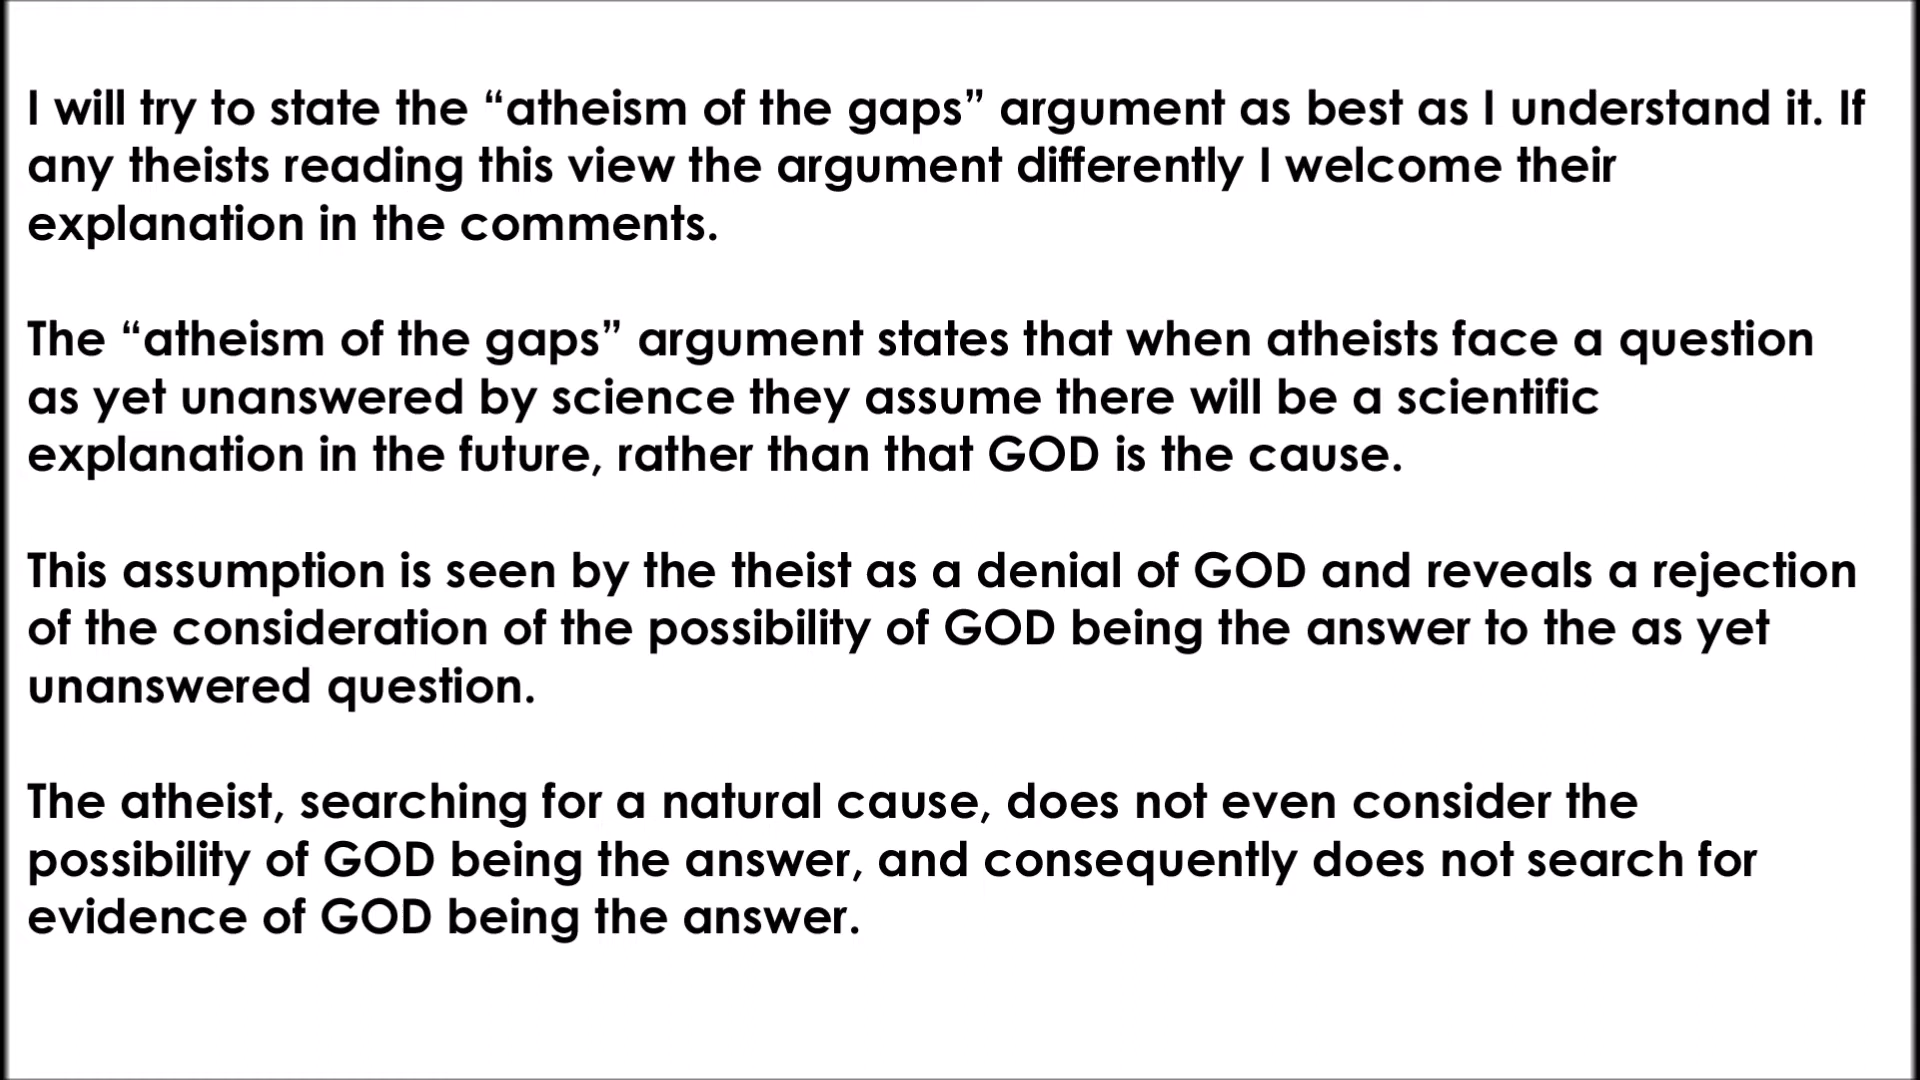 I will try to state the “atheism of the gaps” argument as best as I understand it. If
any theists reading this view the argument differently I welcome their
explanation in the comments.
The “atheism of the gaps” argument states that when atheists face a question
as yet unanswered by science they assume there will be a scientific
explanation in the future, rather than that GOD is the cause.
This assumption is seen by the theist as a denial of GOD and reveals a rejection
of the consideration of the possibility of GOD being the answer to the as yet
unanswered question.
The atheist, searching for a natural cause, does not even consider the
possibility of GOD being the answer, and consequently does not search for
evidence of GOD being the answer.